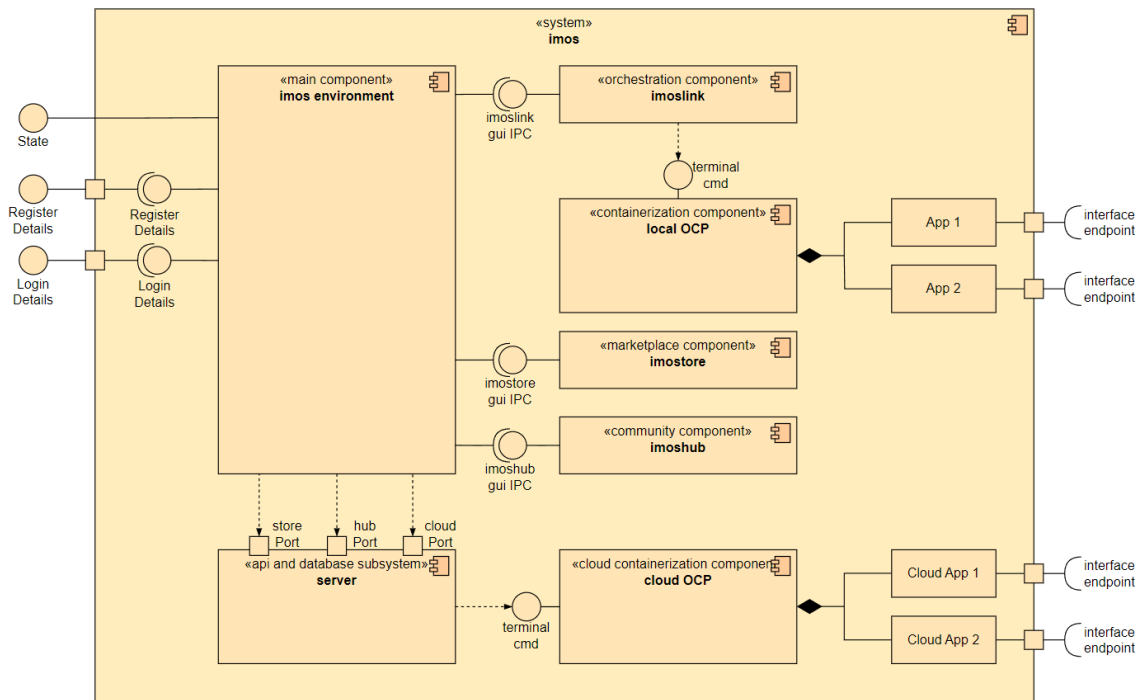 «system»
imos
«main component»
imos environment
imoslink
gui IPC
«orchestration component»
imoslink
State
terminal
cmd
Register
Details
Register
Details
«containerization component»
local OCP
App 1
interface
endpoint
Login
Details
Login
Details
App 2
interface
endpoint
imostore
gui IPC
«marketplace component»
imostore
imoshub
gui IPC
«community component»
imoshub
store
Port
hub
Port
cloud
Port
«api and database subsystem»
server
terminal
cmd
«cloud containerization component
cloud OCP
Cloud App 1
interface
endpoint
Cloud App 2
interface
endpoint